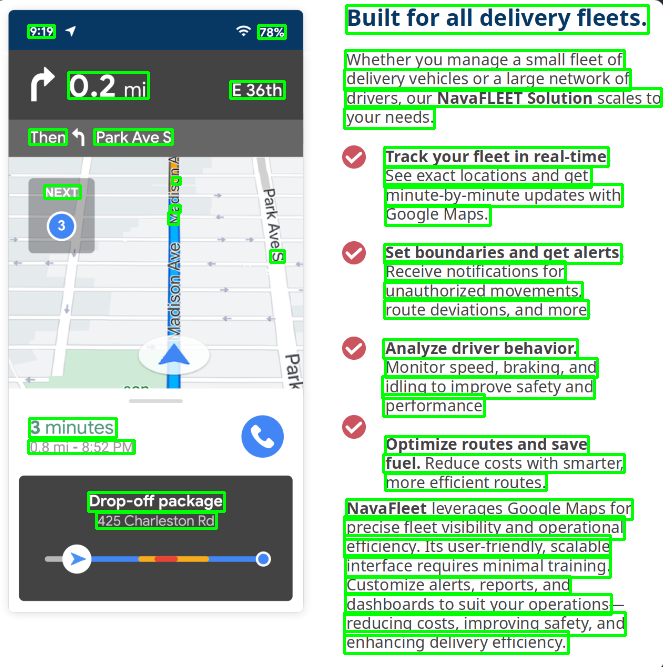 9:19
78%
0.2 mi
E 36th
Then
Park Ave S
NEXT
3
Madison A
Park Ave S
Madison Ave
Park
3 minutes
0.8 mi - 8:52 PM
Drop-off package
425 Charleston Rd
Built for all delivery fleets.
Whether you manage a small fleet of
delivery vehicles or a large network of
drivers, our NavaFLEET Solution scales to
your needs.
Track your fleet in real-time
See exact locations and get
minute-by-minute updates with
Google Maps.
Set boundaries and get alerts
Receive notifications for
unauthorized movements,
route deviations, and more
Analyze driver behavior.
Monitor speed, braking, and
idling to improve safety and
performance
Optimize routes and save
fuel. Reduce costs with smarter,
more efficient routes.
NavaFleet leverages Google Maps for
precise fleet visibility and operational
efficiency. Its user-friendly, scalable
interface requires minimal training.
Customize alerts, reports, and
dashboards to suit your operations—
reducing costs, improving safety, and
enhancing delivery efficiency.